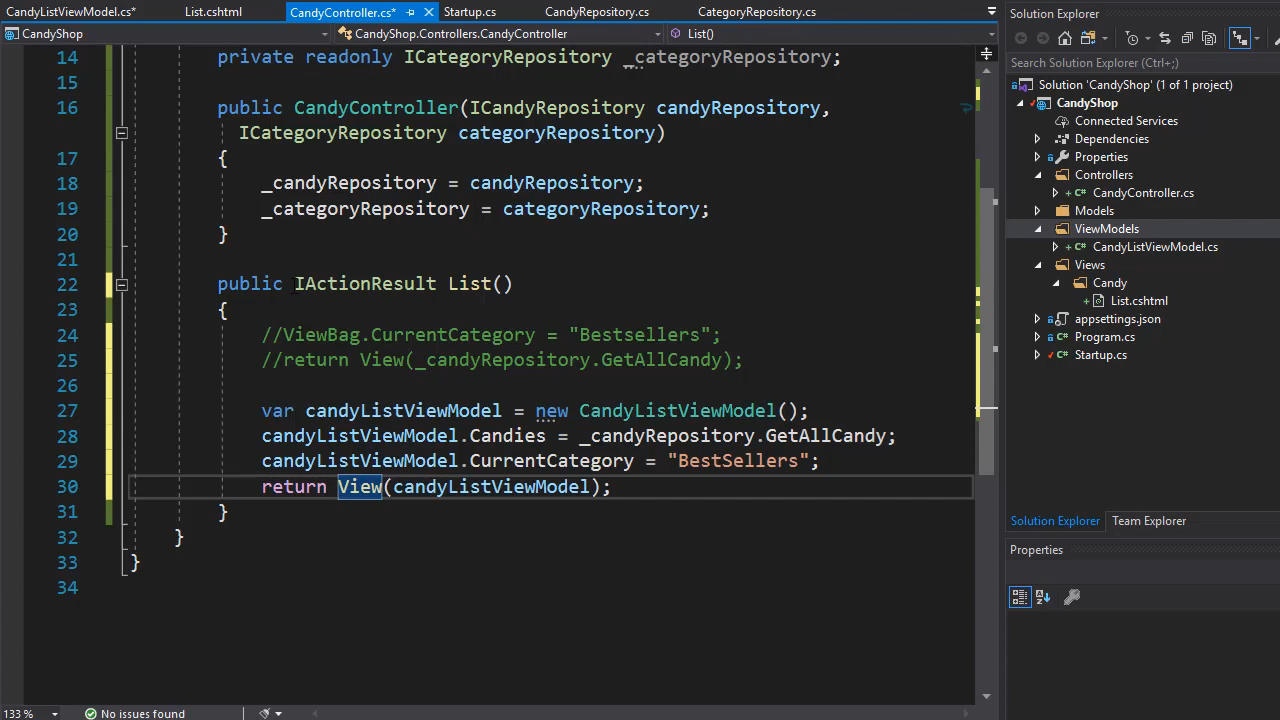 CandyListViewModel.cs* List.cshtml CandyController.cs* Startup.cs CandyRepository.cs CategoryRepository.cs
CandyShop CandyShop.Controllers.CandyController List()
14 private readonly ICategoryRepository _categoryRepository;
15
16 public CandyController(ICandyRepository candyRepository,
ICategoryRepository categoryRepository)
17 {
18 _candyRepository = candyRepository;
19 _categoryRepository = categoryRepository;
20 }
21
22 public IActionResult List()
23 {
24 //ViewBag.CurrentCategory = "Bestsellers";
25 //return View(_candyRepository.GetAllCandy);
26
27 var candyListViewModel = new CandyListViewModel();
28 candyListViewModel.Candies = _candyRepository.GetAllCandy;
29 candyListViewModel.CurrentCategory = "BestSellers";
30 return View(candyListViewModel);
31 }
32 }
33 }
34
133 % No issues found
Solution Explorer
Search Solution Explorer (Ctrl+;)
Solution 'CandyShop' (1 of 1 project)
CandyShop
Connected Services
Dependencies
Properties
Controllers
C# CandyController.cs
Models
ViewModels
C# CandyListViewModel.cs
Views
Candy
List.cshtml
appsettings.json
C# Program.cs
C# Startup.cs
Solution Explorer Team Explorer
Properties